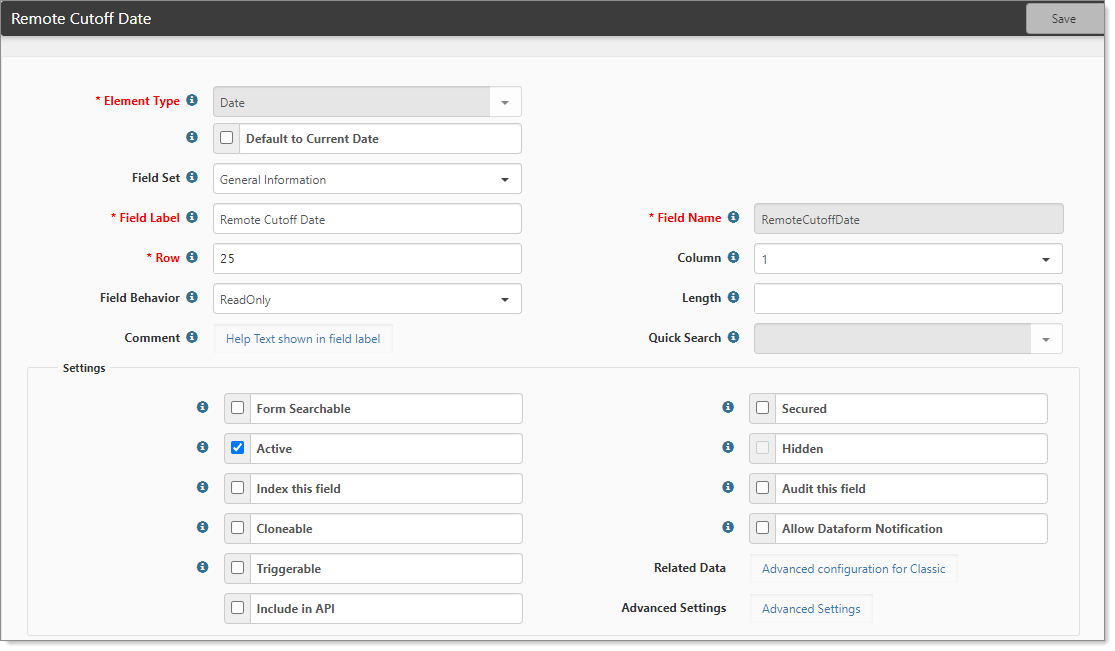 Remote Cutoff Date
Save
* Element Type
Date
Default to Current Date
Field Set
General Information
* Field Label
Remote Cutoff Date
* Field Name
RemoteCutoffDate
* Row
25
Column
1
Field Behavior
ReadOnly
Length
Comment
Help Text shown in field label
Quick Search
Settings
Form Searchable
Secured
Active
Hidden
Index this field
Audit this field
Cloneable
Allow Dataform Notification
Triggerable
Related Data
Advanced configuration for Classic
Include in API
Advanced Settings
Advanced Settings